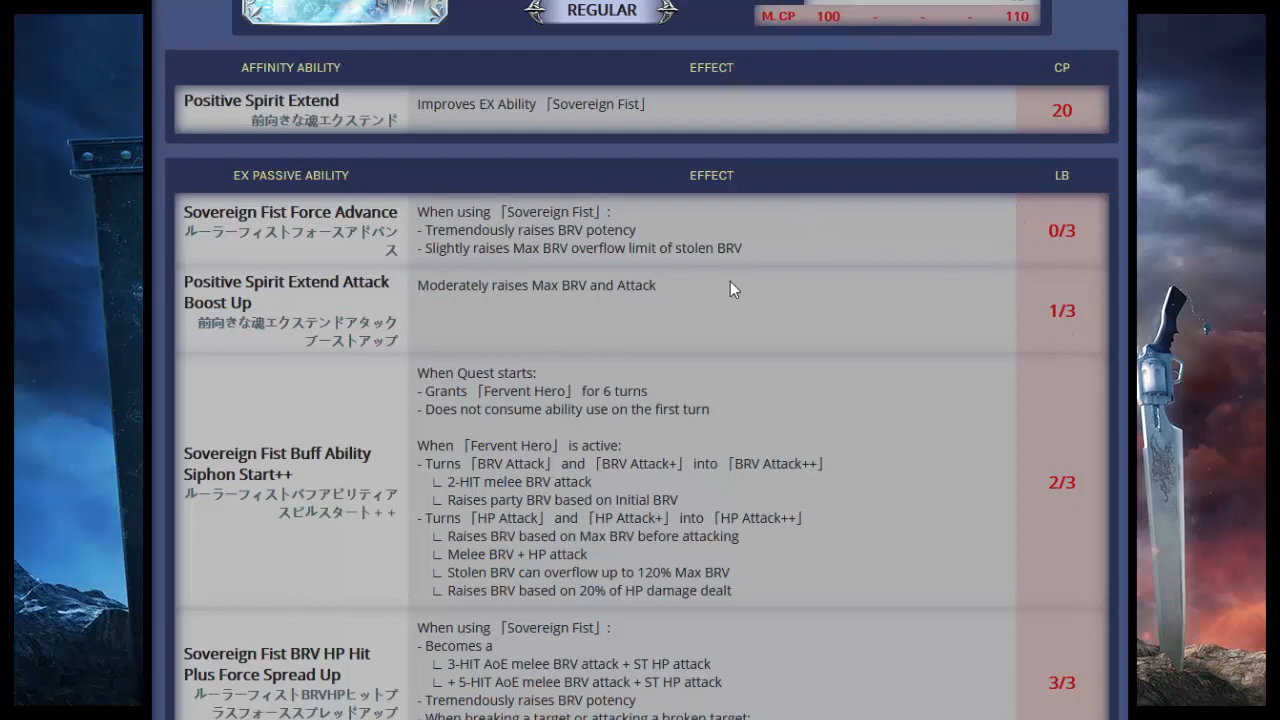 REGULAR
M. CP 100 - - - 110
AFFINITY ABILITY EFFECT CP
Positive Spirit Extend
前向きな魂エクステンド
Improves EX Ability 「Sovereign Fist」
20
EX PASSIVE ABILITY EFFECT LB
Sovereign Fist Force Advance
ルーラーフィストフォースアドバン
ス
When using 「Sovereign Fist」 :
- Tremendously raises BRV potency
- Slightly raises Max BRV overflow limit of stolen BRV
0/3
Positive Spirit Extend Attack
Boost Up
前向きな魂エクステンドアタック
ブーストアップ
Moderately raises Max BRV and Attack
1/3
Sovereign Fist Buff Ability
Siphon Start++
ルーラーフィストバフアビリティア
スピルスタート＋＋
When Quest starts:
- Grants 「Fervent Hero」 for 6 turns
- Does not consume ability use on the first turn
When 「Fervent Hero」 is active:
- Turns 「BRV Attack」 and 「BRV Attack+」 into 「BRV Attack++」
∟ 2-HIT melee BRV attack
∟ Raises party BRV based on Initial BRV
- Turns 「HP Attack」 and 「HP Attack+」 into 「HP Attack++」
∟ Raises BRV based on Max BRV before attacking
∟ Melee BRV + HP attack
∟ Stolen BRV can overflow up to 120% Max BRV
∟ Raises BRV based on 20% of HP damage dealt
2/3
Sovereign Fist BRV HP Hit
Plus Force Spread Up
ルーラーフィストBRVHPヒットプ
ラスフォーススプレッドアップ
When using 「Sovereign Fist」 :
- Becomes a
∟ 3-HIT AoE melee BRV attack + ST HP attack
∟ + 5-HIT AoE melee BRV attack + ST HP attack
- Tremendously raises BRV potency
- When breaking a target or attacking a broken target:
3/3